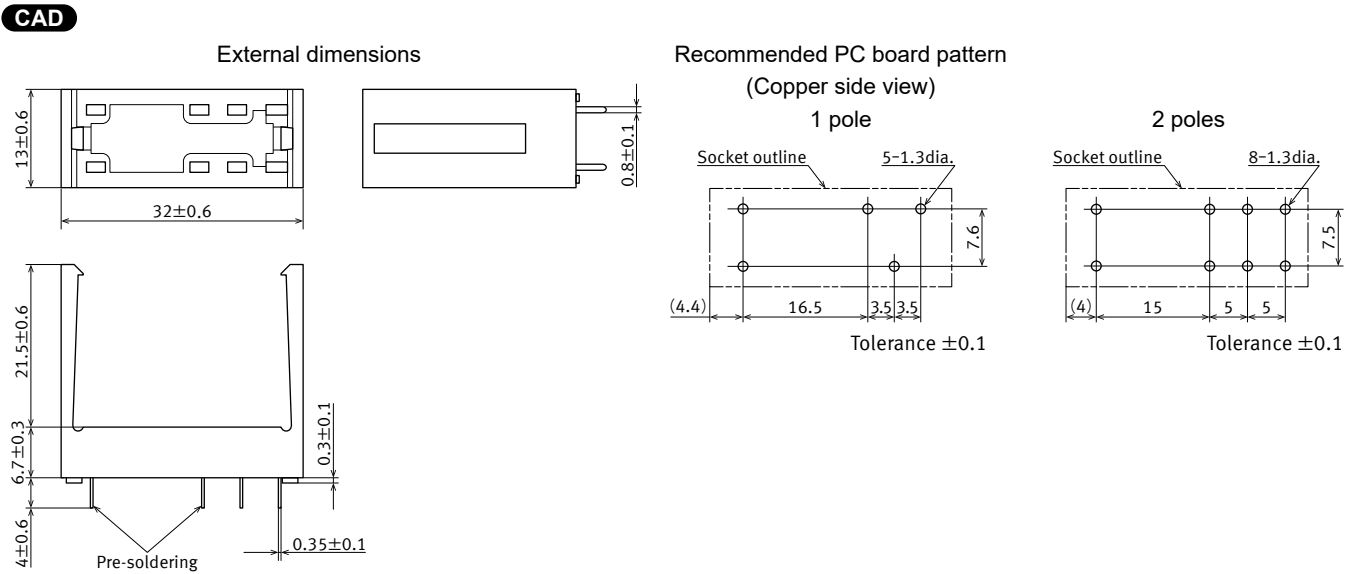 CAD
External dimensions
13±0.6
32±0.6
0.8±0.1
21.5±0.6
6.7±0.3
4±0.6
0.3±0.1
0.35±0.1
Pre-soldering
Recommended PC board pattern
(Copper side view)
1 pole
Socket outline
5-1.3dia.
7.6
(4.4)
16.5
3.5
3.5
Tolerance ±0.1
2 poles
Socket outline
8-1.3dia.
7.5
(4)
15
5
5
Tolerance ±0.1